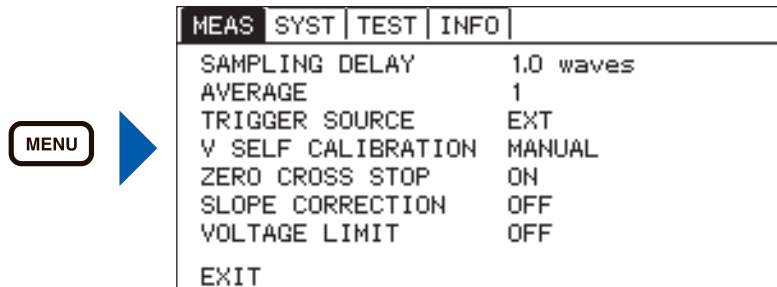 MENU
MEAS SYST TEST INFO
SAMPLING DELAY 1.0 waves
AVERAGE 1
TRIGGER SOURCE EXT
V SELF CALIBRATION MANUAL
ZERO CROSS STOP ON
SLOPE CORRECTION OFF
VOLTAGE LIMIT OFF
EXIT